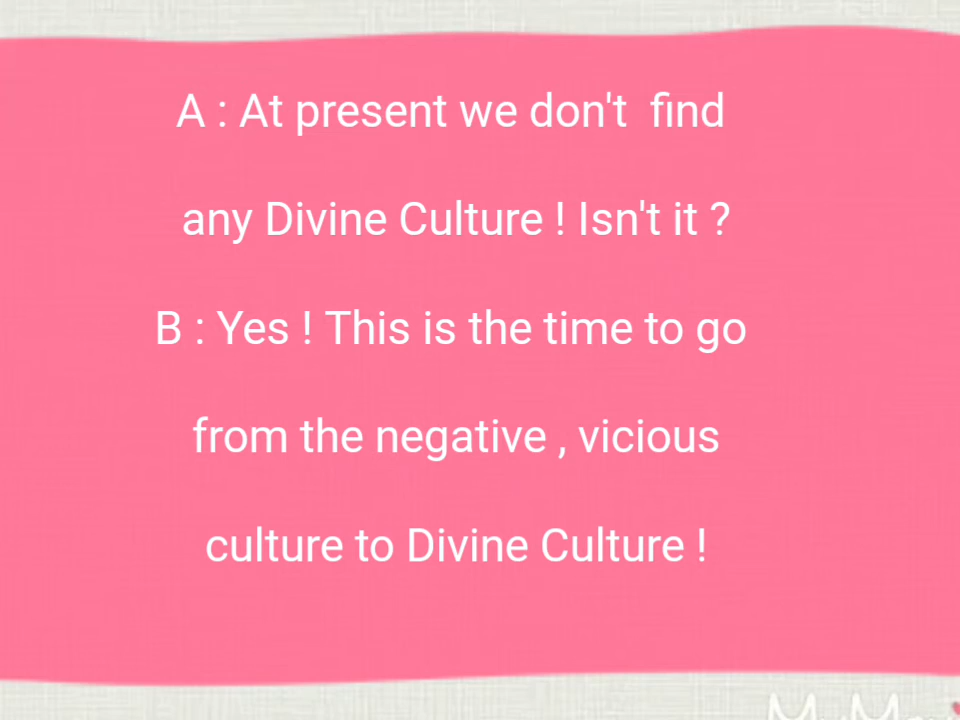 A : At present we don't  find
any Divine Culture ! Isn't it ?
B : Yes ! This is the time to go
from the negative , vicious
culture to Divine Culture !